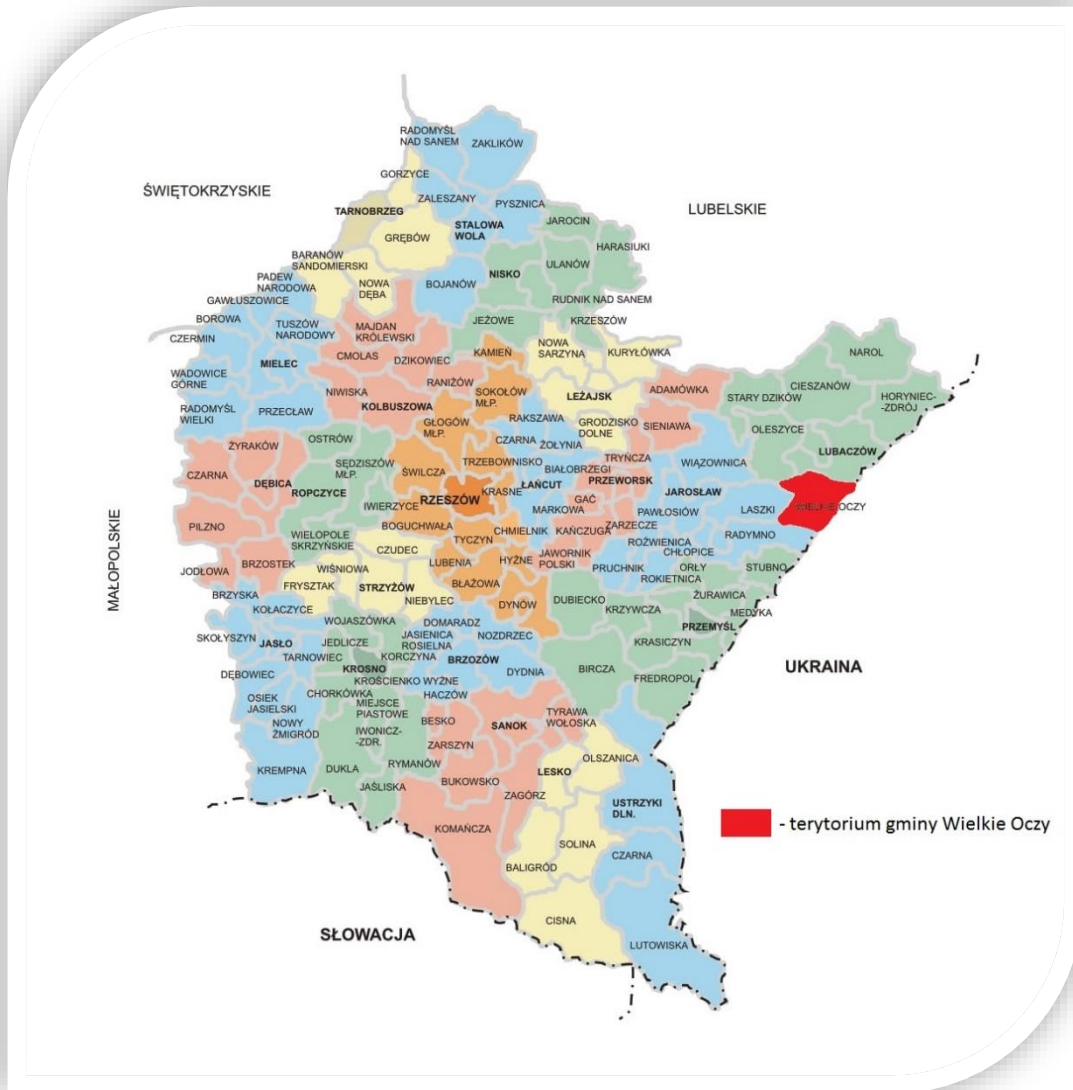 RADOMYŚL
NAD SANEM
ZAKLIKÓW
GORZYCE
ŚWIĘTOKRZYSKIE
ZALESZANY
PYSZNICA
TARNOBRZEG
LUBELSKIE
STALOWA
WOLA
JAROCIN
GRĘBÓW
HARASIUKI
BARANÓW
SANDOMIERSKI
ULANÓW
PADEW
NARODOWA
NOWA
DĘBA
BOJANÓW
NISKO
GAWŁUSZOWICE
RUDNIK NAD SANEM
BOROWA
TUSZÓW
NARODOWY
MAJDAN
KRÓLEWSKI
JEŻOWE
KRZESZÓW
CZERMIN
CMOLAS
DZIKOWIEC
KAMIEŃ
NOWA
SARZYNA
KURYŁÓWKA
NAROL
MIELEC
WADOWICE
GÓRNE
NIWISKA
RANIŻÓW
SOKOŁÓW
MŁP.
LEŻAJSK
ADAMÓWKA
CIESZANÓW
STARY DZIKÓW
HORYNIEC-
-ZDRÓJ
RADOMYŚL
WIELKI
PRZECŁAW
KOLBUSZOWA
RAKSZAWA
GRODZISKO
DOLNE
SIENIAWA
OLESZYCE
GŁOGÓW
MŁP.
CZARNA
ŻOŁYNIA
LUBACZÓW
ŻYRAKÓW
OSTRÓW
SĘDZISZÓW
MŁP.
TRZEBOWNISKO
TRYŃCZA
WIĄZOWNICA
CZARNA
ŚWILCZA
BIAŁOBRZEGI
DĘBICA
ROPCZYCE
RZESZÓW
KRASNE
ŁAŃCUT
PRZEWORSK
JAROSŁAW
GAĆ
IWIERZYCE
MARKOWA
PAWŁOSIÓW
LASZKI
WIELKIE OCZY
PILZNO
BOGUCHWAŁA
CHMIELNIK
KAŃCZUGA
ZARZECZE
WIELOPOLE
SKRZYŃSKIE
TYCZYN
ROŹWIENICA
RADYMNO
CZUDEC
JAWORNIK
POLSKI
CHŁOPICE
JODŁOWA
BRZOSTEK
WIŚNIOWA
LUBENIA
HYŻNE
PRUCHNIK
ORŁY
STUBNO
ROKIETNICA
FRYSZTAK
STRZYŻÓW
BŁAŻOWA
BRZYSKA
NIEBYLEC
DYNÓW
DUBIECKO
ŻURAWICA
KOŁACZYCE
KRZYWCZA
MEDYKA
WOJASZÓWKA
DOMARADZ
PRZEMYŚL
MAŁOPOLSKIE
SKOŁYSZYN
JASŁO
JEDLICZE
JASIENICA
ROSIELNA
NOZDRZEC
KRASICZYN
TARNOWIEC
KORCZYNA
BRZOZÓW
KROSNO
DĘBOWIEC
KROŚCIENKO WYŻNE
DYDNIA
BIRCZA
FREDROPOL
UKRAINA
CHORKÓWKA
HACZÓW
OSIEK
JASIELSKI
MIEJSCE
PIASTOWE
BESKO
SANOK
TYRAWA
WOŁOSKA
NOWY
ŻMIGRÓD
IWONICZ-
-ZDR.
ZARSZYN
OLSZANICA
KREMPNA
DUKLA
RYMANÓW
LESKO
JAŚLISKA
BUKOWSKO
ZAGÓRZ
USTRZYKI
DLN.
KOMAŃCZA
- terytorium gminy Wielkie Oczy
SOLINA
CZARNA
BALIGRÓD
CISNA
SŁOWACJA
LUTOWISKA